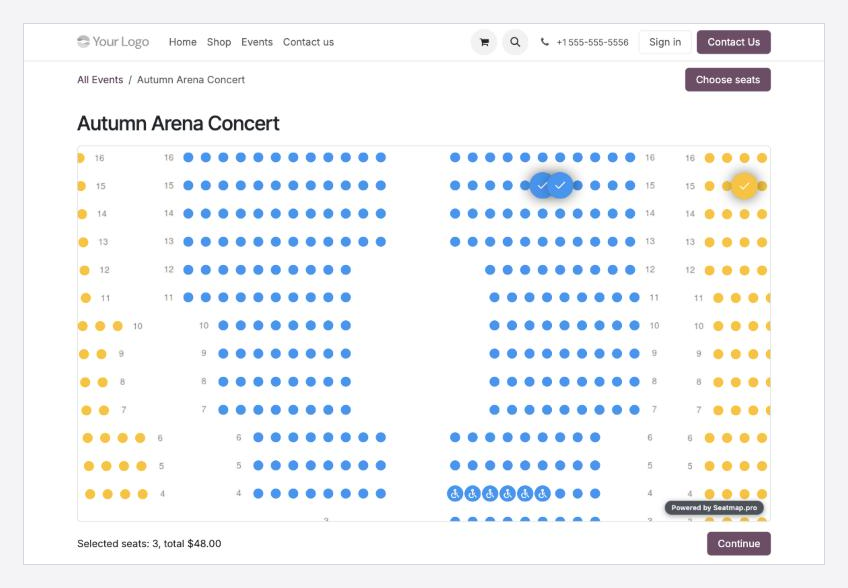 Your Logo Home Shop Events Contact us +1 555-555-5556 Sign in Contact Us
All Events / Autumn Arena Concert Choose seats
Autumn Arena Concert
16 16 16 16
15 15 15 15
14 14 14 14
13 13 13 13
12 12 12 12
11 11 11 11
10 10 10 10
9 9 9 9
8 8 8 8
7 7 7 7
6 6 6 6
5 5 5 5
4 4 4 4
Powered by Seatmap.pro
3 3 3
Selected seats: 3, total $48.00 Continue